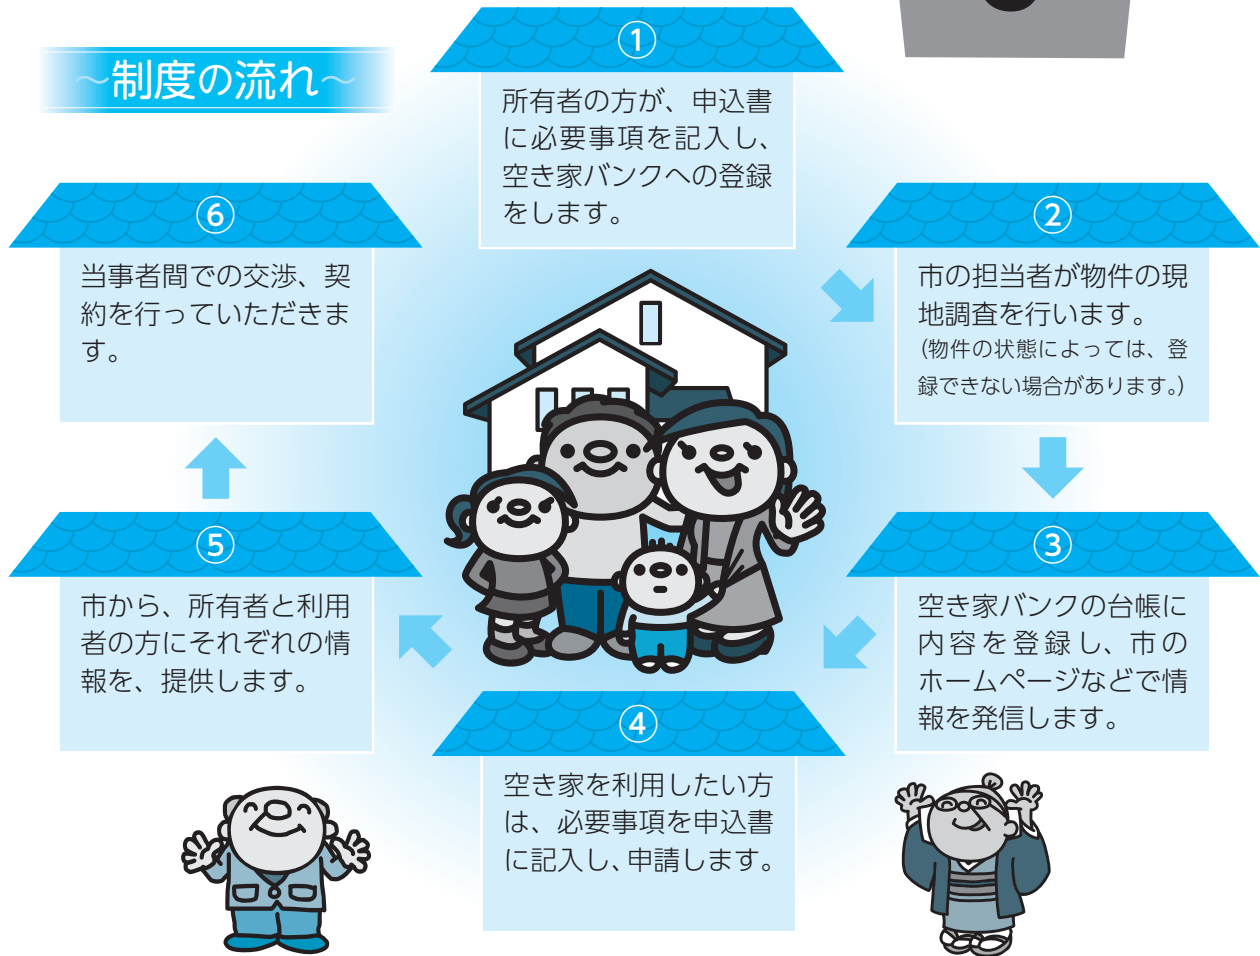 ～制度の流れ～
①
所有者の方が、申込書
に必要事項を記入し、
空き家バンクへの登録
をします。
②
市の担当者が物件の現
地調査を行います。
（物件の状態によっては、登
録できない場合があります。）
③
空き家バンクの台帳に
内容を登録し、市の
ホームページなどで情
報を発信します。
④
空き家を利用したい方
は、必要事項を申込書
に記入し、申請します。
⑤
市から、所有者と利用
者の方にそれぞれの情
報を、提供します。
⑥
当事者間での交渉、契
約を行っていただきま
す。